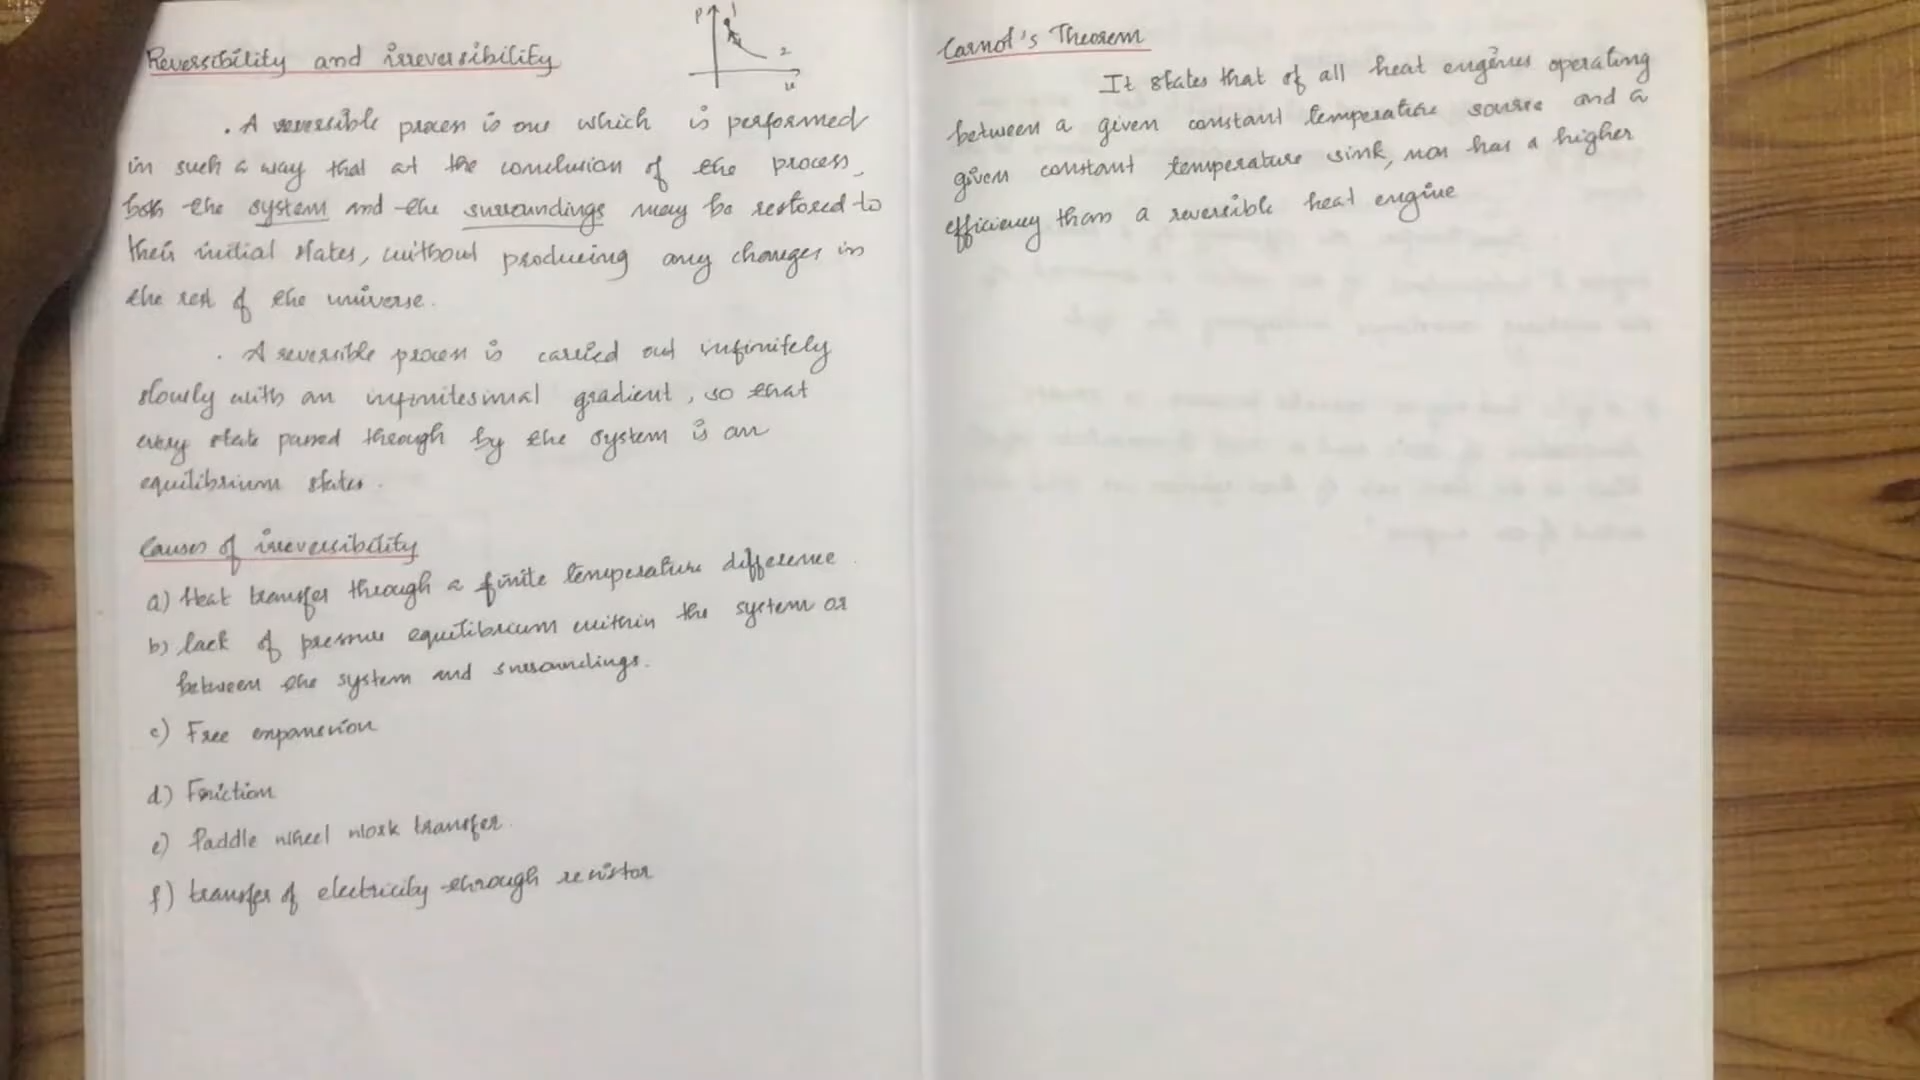 Reversibility and irreversibility
P
1
2
v
. A reversible process is one which is performed
in such a way that at the conclusion of the process,
both the system and the surroundings may be restored to
their initial states, without producing any changes in
the rest of the universe.
. A reversible process is carried out infinitely
slowly with an infinitesimal gradient, so that
every state passed through by the system is an
equilibrium states.
Causes of irreversibility
a) Heat transfer through a finite temperature difference.
b) lack of pressure equilibrium within the system or
between the system and surroundings.
c) Free expansion
d) Friction
e) Paddle wheel work transfer.
f) transfer of electricity through resistor
Carnot's Theorem
It states that of all heat engines operating
between a given constant temperature source and a
given constant temperature sink, non has a higher
efficiency than a reversible heat engine